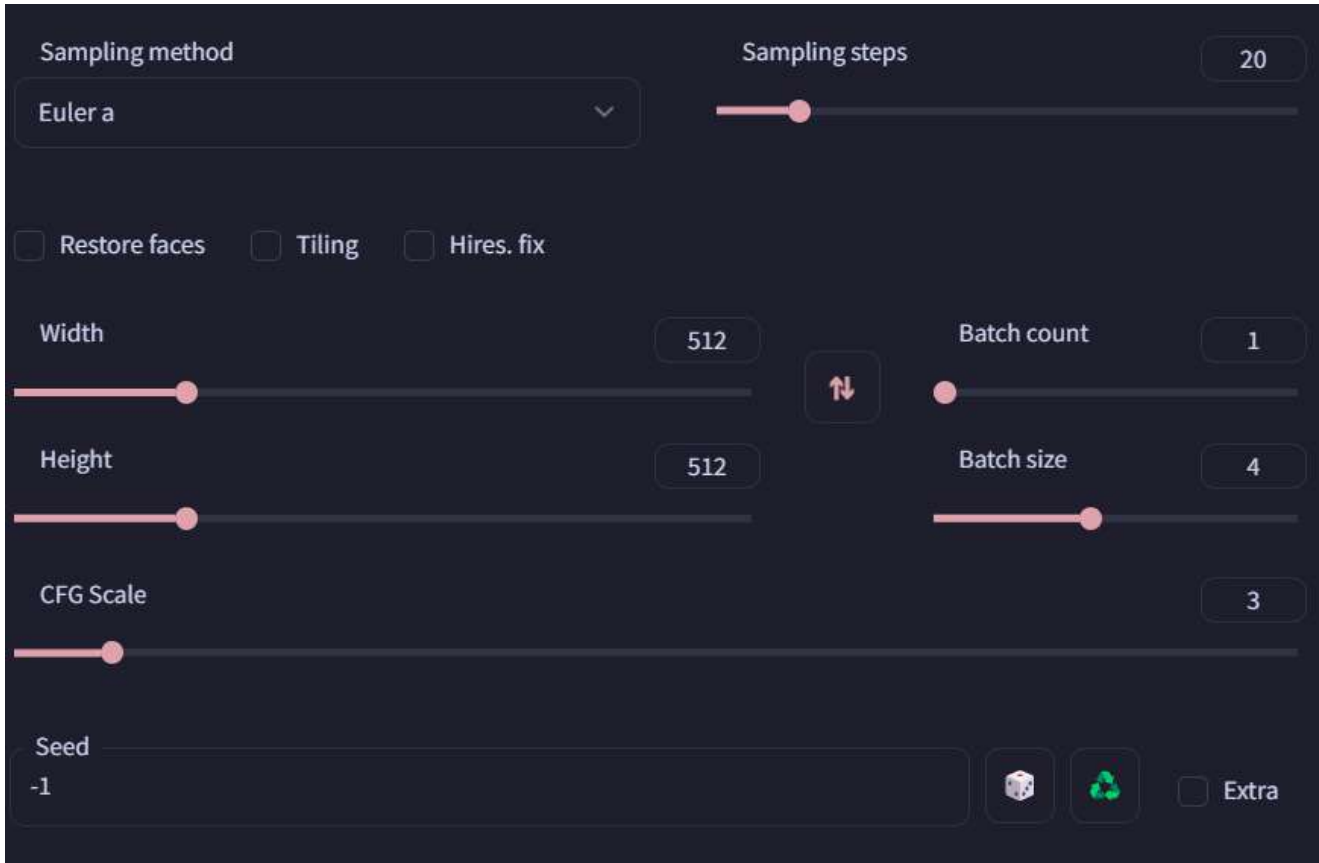 Sampling method
Sampling steps
20
Euler a
Restore faces
Tiling
Hires. fix
Width
512
Batch count
1
Height
512
Batch size
4
CFG Scale
3
Seed
-1
Extra